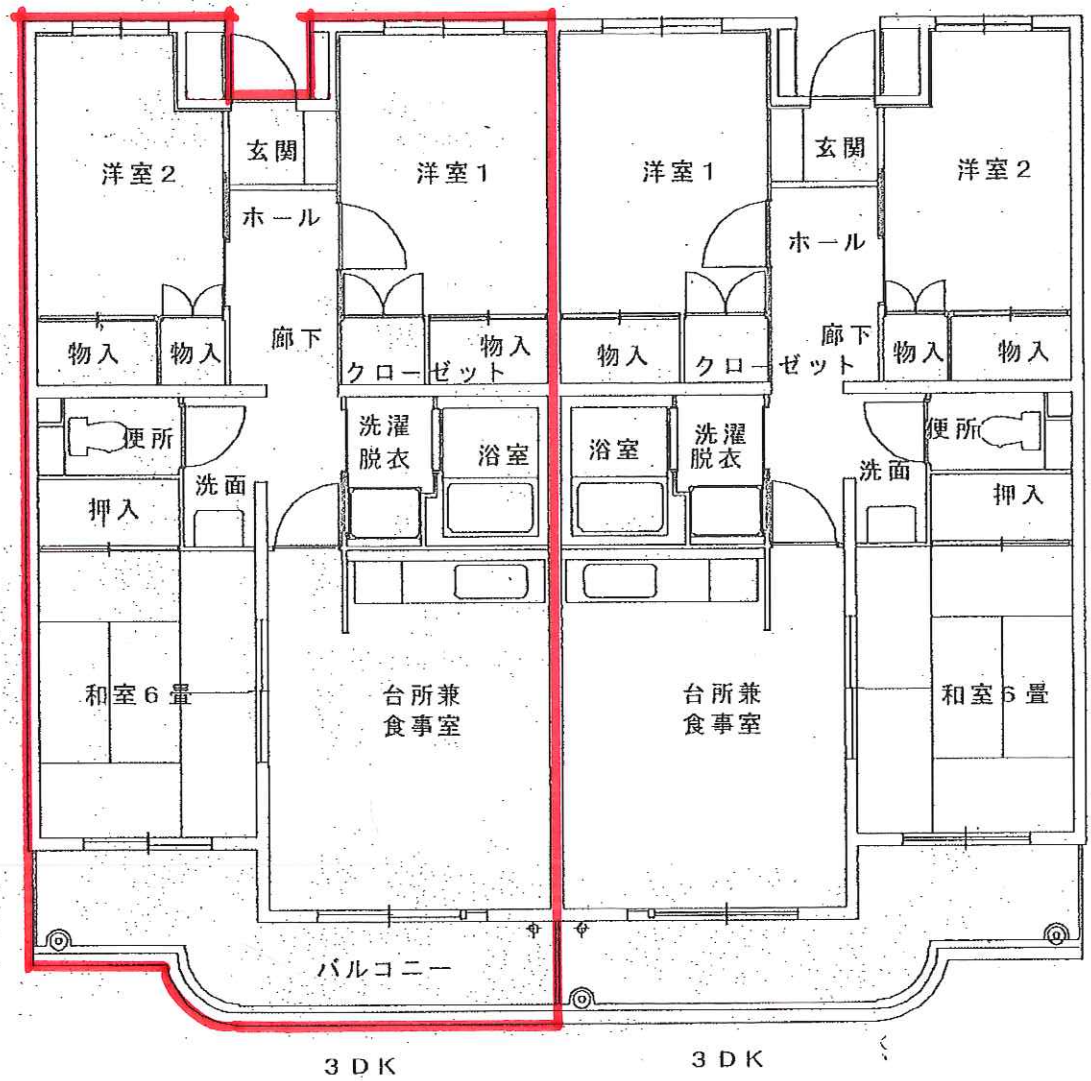 洋室2
玄関
洋室1
洋室1
玄関
洋室2
ホール
ホール
廊下
廊下
物入
物入
クローゼット
物入
物入
クローゼット
物入
物入
便所
洗濯
脱衣
浴室
浴室
洗濯
脱衣
便所
洗面
洗面
押入
押入
和室6畳
台所兼
食事室
台所兼
食事室
和室6畳
バルコニー
3DK
3DK